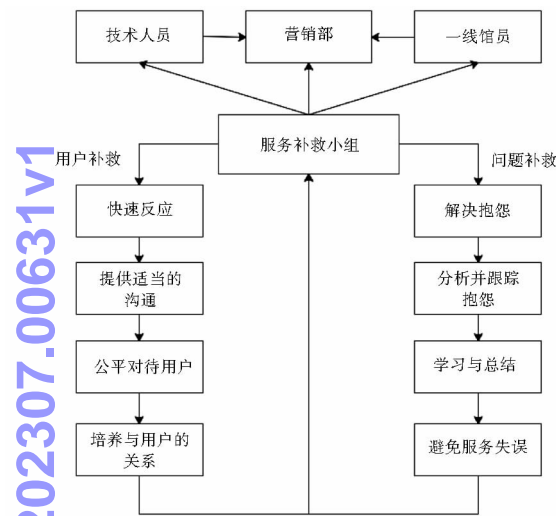 技术人员
营销部
一线馆员
服务补救小组
用户补救
问题补救
快速反应
解决抱怨
提供适当的
沟通
分析并跟踪
抱怨
公平对待用户
学习与总结
培养与用户的
关系
避免服务失误
202307.00631v1